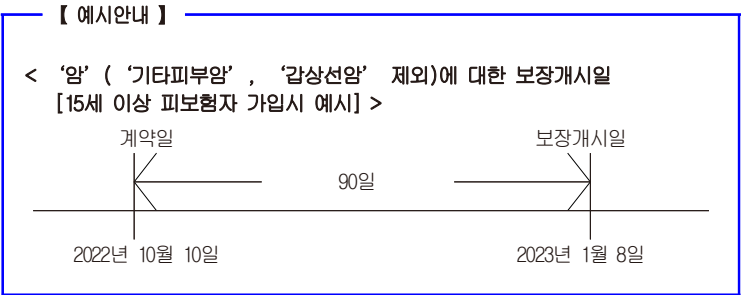 【 예시안내 】
< ‘암’ ( ‘기타피부암’ , ‘갑상선암’ 제외)에 대한 보장개시일
[15세 이상 피보험자 가입시 예시] >
계약일 보장개시일
90일
2022년 10월 10일 2023년 1월 8일